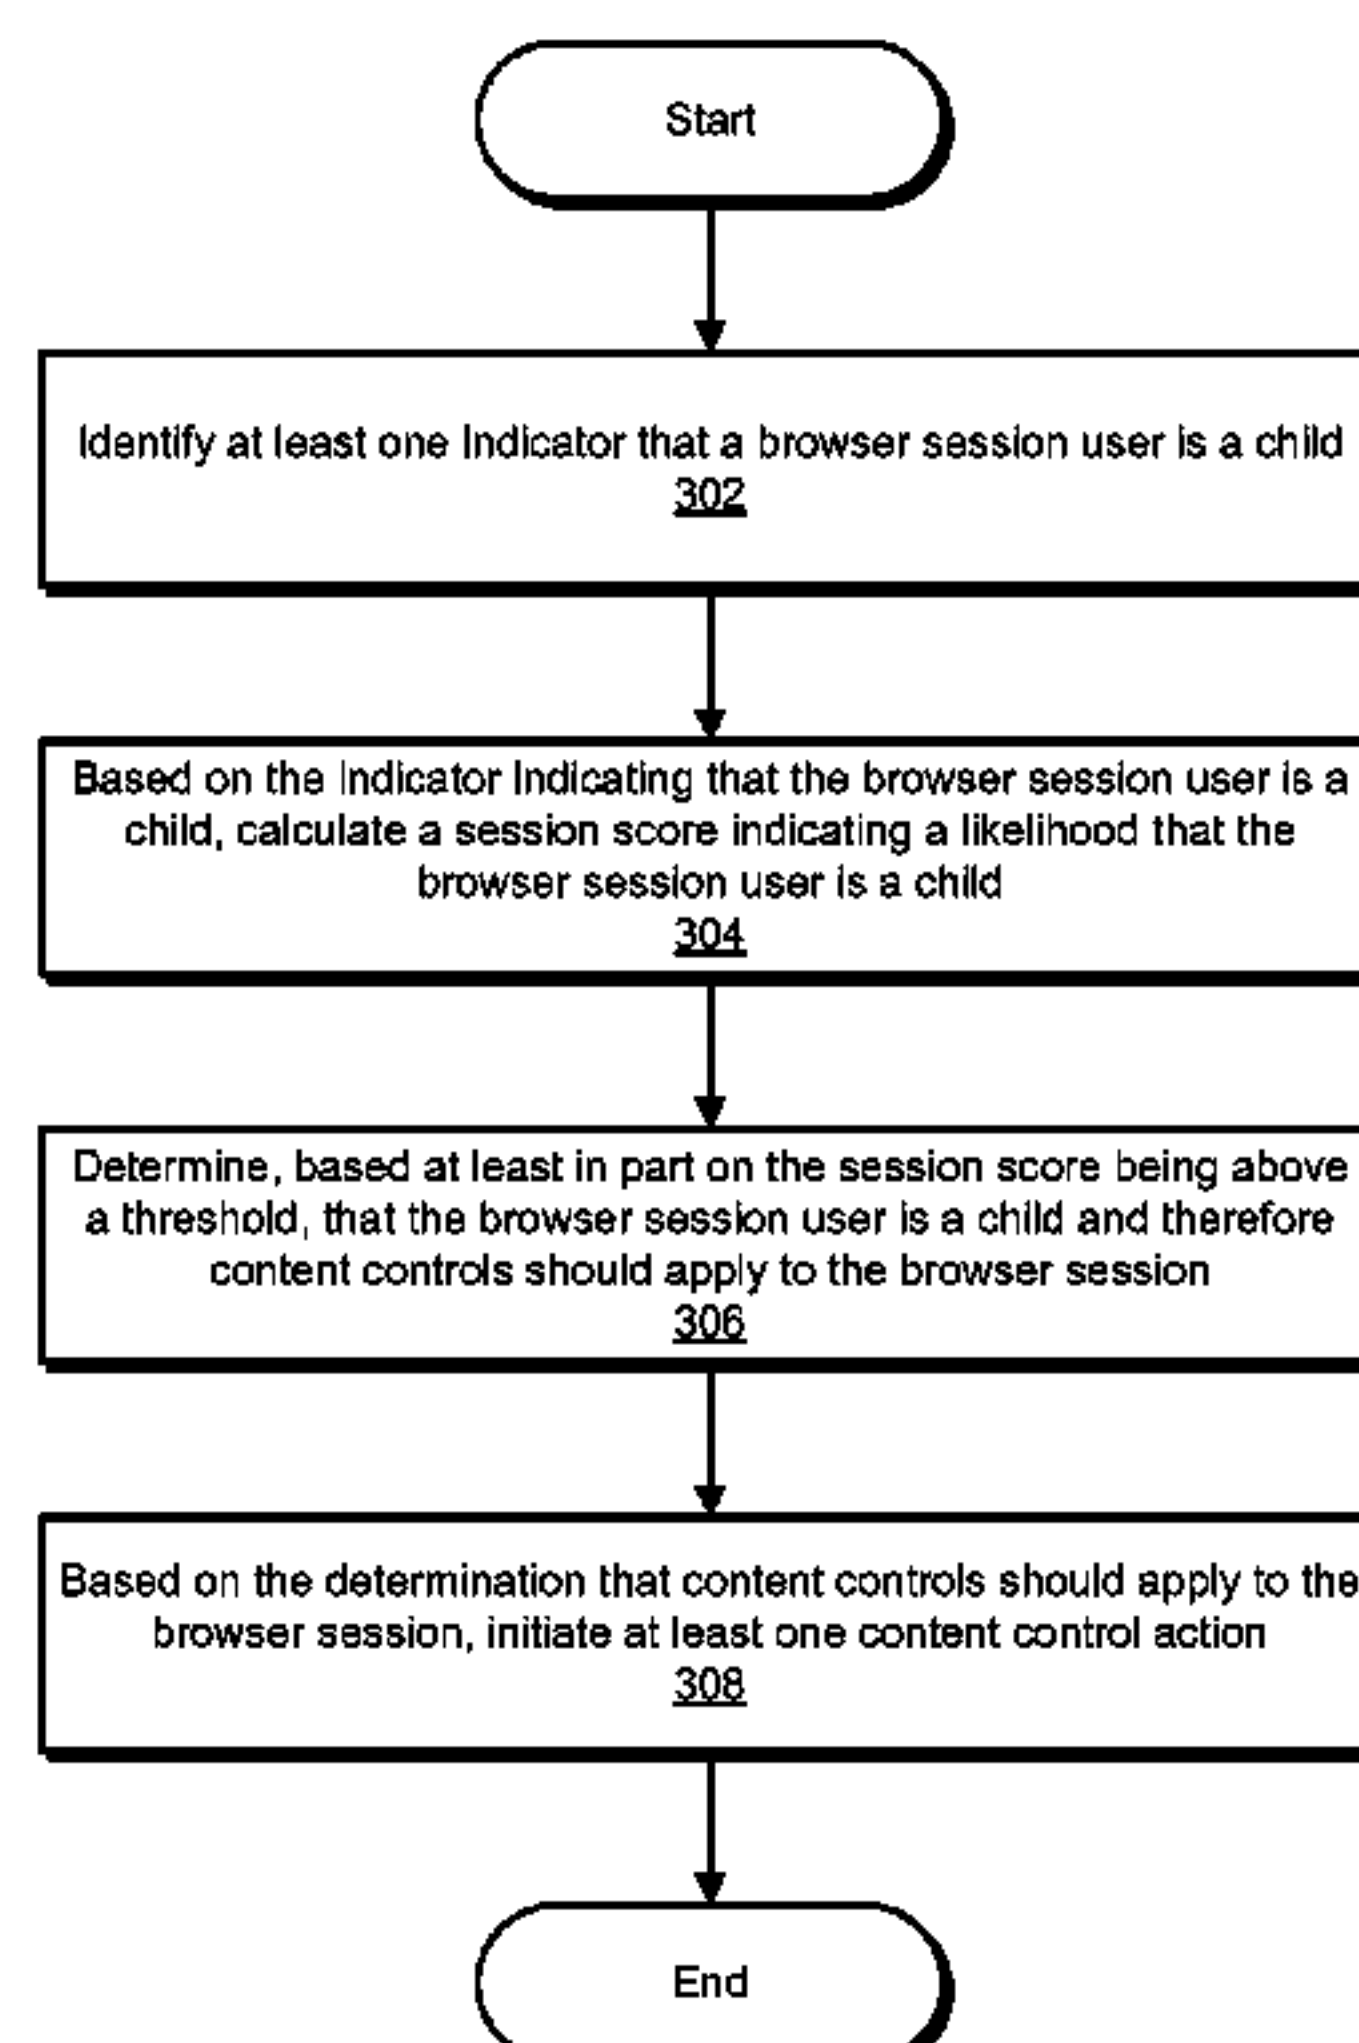 Start
Identify at least one indicator that a browser session user is a child
302
Based on the indicator indicating that the browser session user is a
child, calculate a session score indicating a likelihood that the
browser session user is a child
304
Determine, based at least in part on the session score being above
a threshold, that the browser session user is a child and therefore
content controls should apply to the browser session
306
Based on the determination that content controls should apply to the
browser session, initiate at least one content control action
308
End